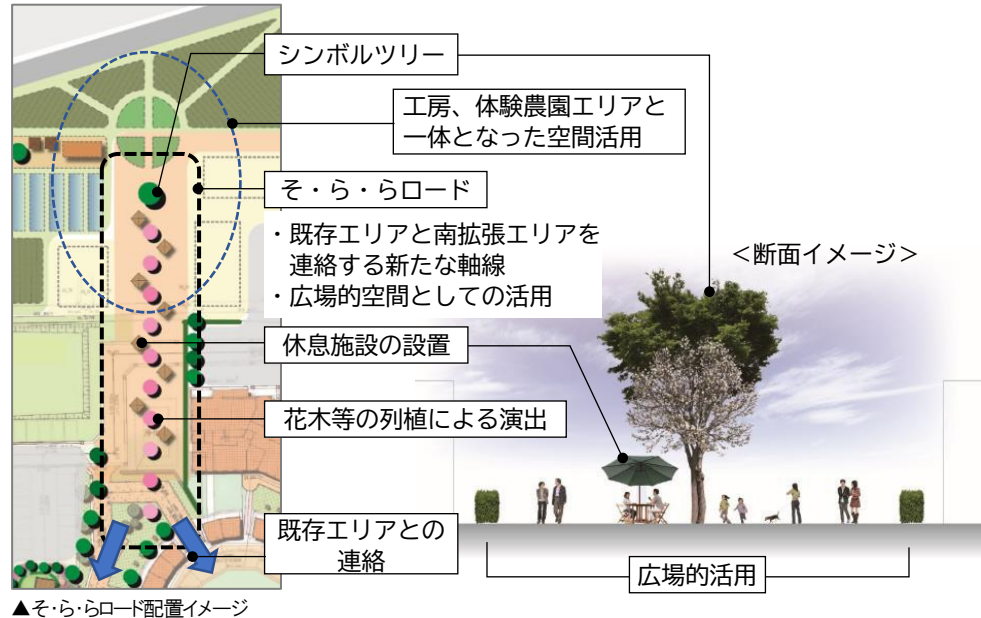 シンボルツリー
工房、体験農園エリアと
一体となった空間活用
そ・ら・らロード
・既存エリアと南拡張エリアを
連絡する新たな軸線
・広場的空間としての活用
＜断面イメージ＞
休息施設の設置
花木等の列植による演出
既存エリアとの
連絡
広場的活用
▲そ・ら・らロード配置イメージ